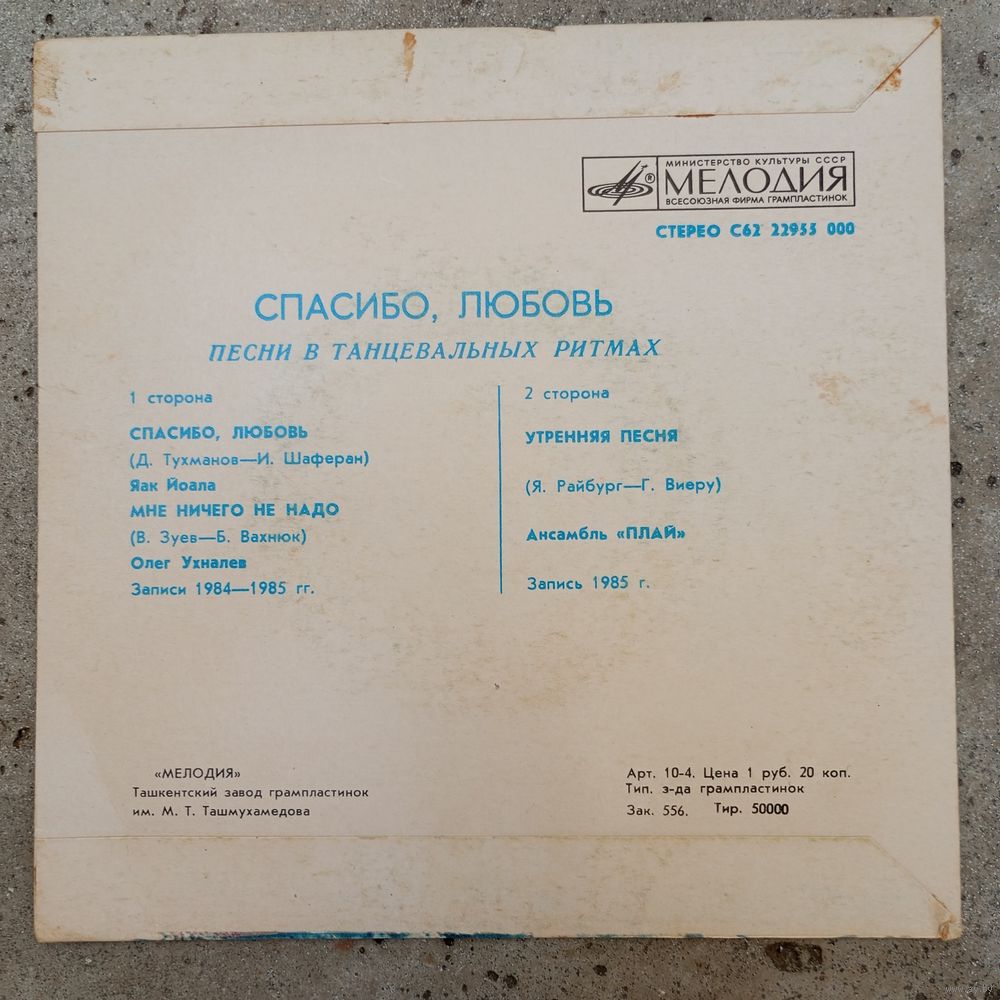 МИНИСТЕРСТВО КУЛЬТУРЫ СССР
МЕЛОДИЯ
ВСЕСОЮЗНАЯ ФИРМА ГРАМПЛАСТИНОК
СТЕРЕО С62 22953 000
СПАСИБО, ЛЮБОВЬ
ПЕСНИ В ТАНЦЕВАЛЬНЫХ РИТМАХ
1 сторона
СПАСИБО, ЛЮБОВЬ
(Д. Тухманов—И. Шаферан)
Яак Йоала
МНЕ НИЧЕГО НЕ НАДО
(В. Зуев—Б. Вахнюк)
Олег Ухналев
Записи 1984—1985 гг.
2 сторона
УТРЕННЯЯ ПЕСНЯ
(Я. Райбург—Г. Виеру)
Ансамбль «ПЛАЙ»
Запись 1985 г.
«МЕЛОДИЯ»
Ташкентский завод грампластинок
им. М. Т. Ташмухамедова
Арт. 10-4. Цена 1 руб. 20 коп.
Тип. з-да грампластинок
Зак. 556. Тир. 50000